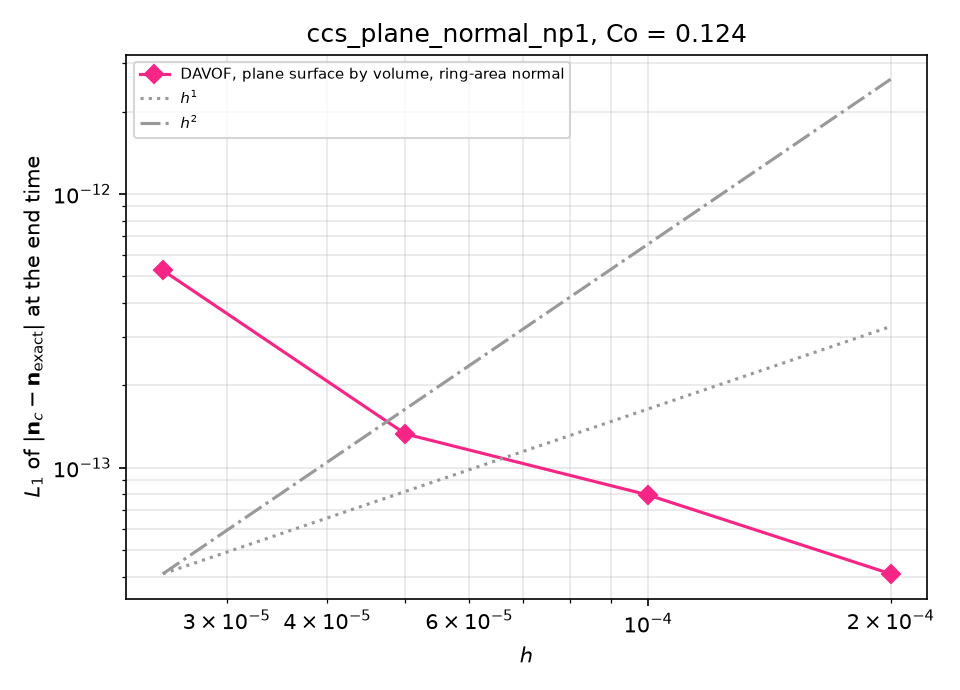 ccs_plane_normal_np1, Co = 0.124
DAVOF, plane surface by volume, ring-area normal
h¹
h²
L₁ of |n_c − n_exact| at the end time
10⁻¹²
10⁻¹³
3 × 10⁻⁵ 4 × 10⁻⁵ 6 × 10⁻⁵ 10⁻⁴ 2 × 10⁻⁴
h